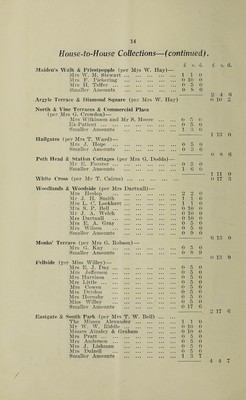 34
House-to-House Collections—(continued).
£ s. d. £ s. d.
Maiden's Walk & Priestpopple (per Mrs W. Hay)—
Mrs W. M. Stewart ... 1 1 0
Mrs F. Pickering ... 0 10 0
Mrs H. Telfer ... 0 5 0
Smaller Amounts ... 0 8 6
2 4 6
Argyle Terrace & Diamond Square (per Mrs W. Hay) 0 10 2
North & Vine Terraces & Commercial Place
(per Mrs G. Crowden)—
Mrs Wilkinson and Mr S. Moore ... 0 5 0
Ex-Patient ... 0 5 0
Smaller Amounts ... 1 3 0
1 13 0
Hallgates (per Mrs T. Ward)—
Mrs J. Hope ... 0 5 0
Smaller Amounts ... 0 3 6
0 8 6
Peth Head & Station Cottages (per Mrs G. Dodds)—
Mr E. Forster ... 0 5 0
Smaller Amounts ... 1 6 0
1 11 0
White Cross (per Mr T. Cairns) ... 0 17 3
Woodlands & Woodside (per Mrs Dartnall)—
Mrs Heslop ... 2 2 0
Mr J. H. Smith ... 1 1 0
Mrs L. C. Lockhart ... 1 1 0
Mrs S. P. Bell ... 0 10 0
Mr J. A. Welch ... 0 10 0
Mrs Dartnall ... 0 10 0
Mrs E. A. Gray ... 0 5 0
Mrs Wilson ... 0 5 0
Smaller Amounts ... 0 9 0
6 13 0
Monks' Terrace (per Mrs G. Robson)—
Mrs G. Kay ... 0 5 0
Smaller Amounts ... 0 8 9
0 13 9
Fellside (per Miss Willey)—
Mrs R. J. Day ... 0 5 0
Mrs Jefferson ... 0 5 0
Mrs Harrison ... 0 5 0
Mrs Little ... 0 5 0
Mrs Cowen ... 0 5 0
Mrs Dryden ... 0 5 0
Mrs Hornsby ... 0 5 0
Miss Willey ... 0 5 0
Smaller Amounts ... 0 17 6
2 17 6
Eastgate & South Park (per Mrs T. W. Bell)—
The Misses Alexander ... 1 1 0
Mr W. W. Riddle ... 0 10 0
Misses Ainsley & Graham ... 0 10 0
Mrs Pratt ... 0 5 0
Mrs Anderson ... 0 5 0
Mrs J. Lishman ... 0 5 0
Mrs Dalzell ... 0 5 0
Smaller Amounts ... 1 3 7
4 4 7